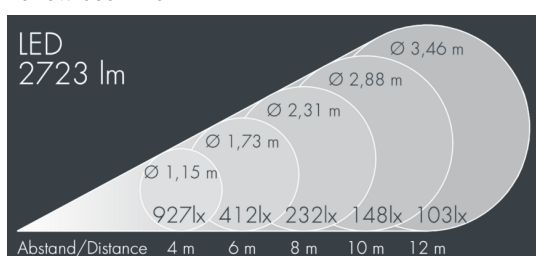 LED
2723 lm
Ø 3,46 m
Ø 2,88 m
Ø 2,31 m
Ø 1,73 m
Ø 1,15 m
927lx 412lx 232lx 148lx 103lx
Abstand/Distance 4 m 6 m 8 m 10 m 12 m